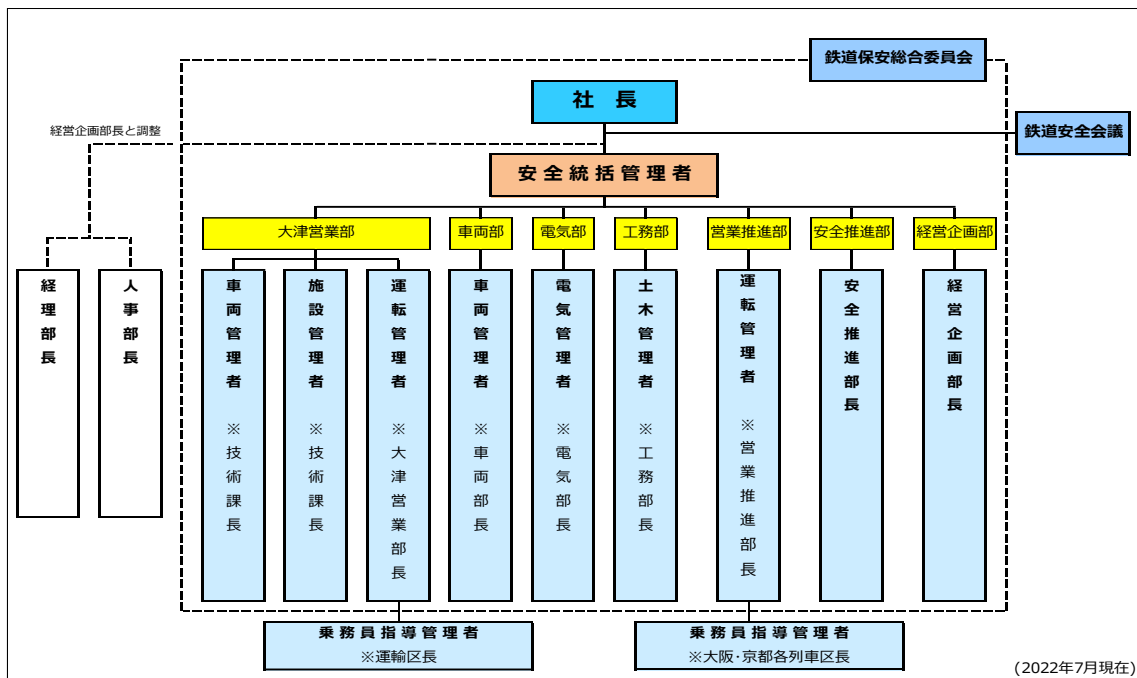 鉄道保安総合委員会
社 長
経営企画部長と調整
鉄道安全会議
安全統括管理者
大津営業部
車両部
電気部
工務部
営業推進部
安全推進部
経営企画部
経理部長
人事部長
車両管理者 ※技術課長
施設管理者 ※技術課長
運転管理者 ※大津営業部長
車両管理者 ※車両部長
電気管理者 ※電気部長
土木管理者 ※工務部長
運転管理者 ※営業推進部長
安全推進部長
経営企画部長
乗務員指導管理者
※運輸区長
乗務員指導管理者
※大阪・京都各列車区長
(2022年7月現在)